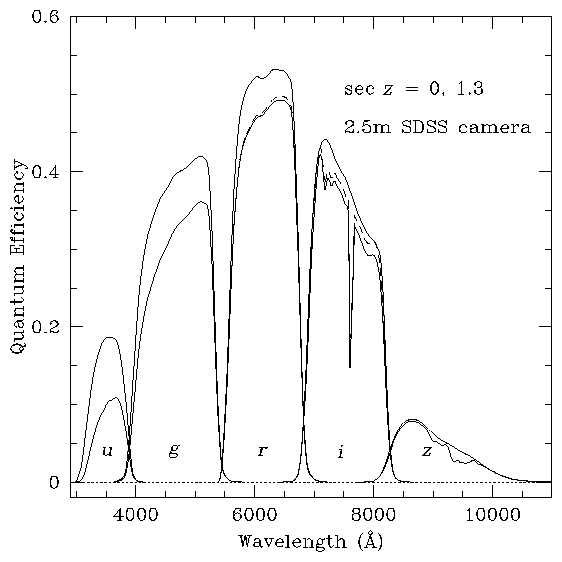 0.6
sec z = 0, 1.3
2.5m SDSS camera
0.4
Quantum Efficiency
0.2
u g r i z
0
4000 6000 8000 10000
Wavelength (Å)